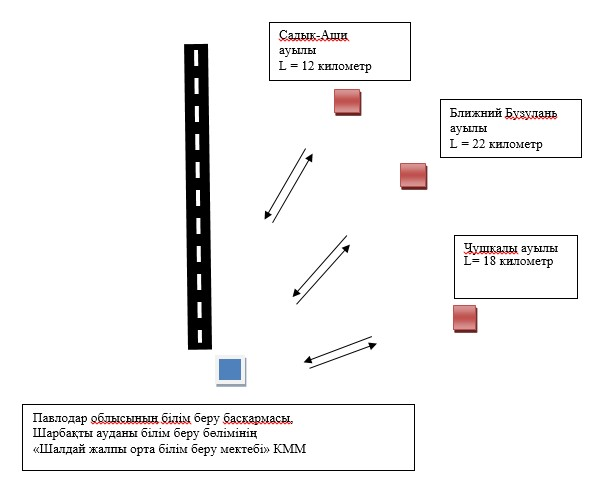 Садык-Аши
ауылы
L = 12 километр
Ближний Бузулань
ауылы
L = 22 километр
Чушкалы ауылы
L= 18 километр
Павлодар облысының білім беру басқармасы,
Шарбақты ауданы білім беру бөлімінің
«Шалдай жалпы орта білім беру мектебі» КММ